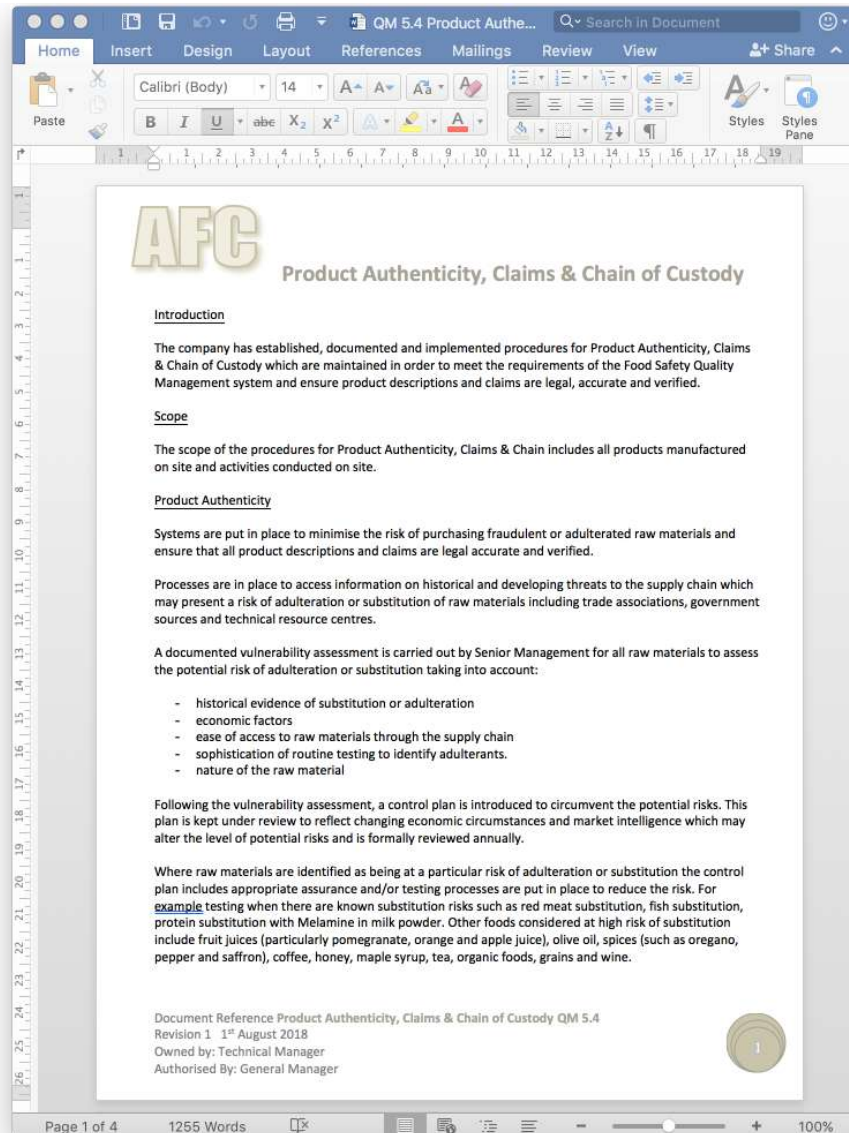 QM 5.4 Product Authe...
Search in Document
Home Insert Design Layout References Mailings Review View Share
Paste
Calibri (Body) 14
B I U abc X2 X2 A A
Styles Styles Pane
AFC
Product Authenticity, Claims & Chain of Custody
Introduction
The company has established, documented and implemented procedures for Product Authenticity, Claims
& Chain of Custody which are maintained in order to meet the requirements of the Food Safety Quality
Management system and ensure product descriptions and claims are legal, accurate and verified.
Scope
The scope of the procedures for Product Authenticity, Claims & Chain includes all products manufactured
on site and activities conducted on site.
Product Authenticity
Systems are put in place to minimise the risk of purchasing fraudulent or adulterated raw materials and
ensure that all product descriptions and claims are legal accurate and verified.
Processes are in place to access information on historical and developing threats to the supply chain which
may present a risk of adulteration or substitution of raw materials including trade associations, government
sources and technical resource centres.
A documented vulnerability assessment is carried out by Senior Management for all raw materials to assess
the potential risk of adulteration or substitution taking into account:
- historical evidence of substitution or adulteration
- economic factors
- ease of access to raw materials through the supply chain
- sophistication of routine testing to identify adulterants.
- nature of the raw material
Following the vulnerability assessment, a control plan is introduced to circumvent the potential risks. This
plan is kept under review to reflect changing economic circumstances and market intelligence which may
alter the level of potential risks and is formally reviewed annually.
Where raw materials are identified as being at a particular risk of adulteration or substitution the control
plan includes appropriate assurance and/or testing processes are put in place to reduce the risk. For
example testing when there are known substitution risks such as red meat substitution, fish substitution,
protein substitution with Melamine in milk powder. Other foods considered at high risk of substitution
include fruit juices (particularly pomegranate, orange and apple juice), olive oil, spices (such as oregano,
pepper and saffron), coffee, honey, maple syrup, tea, organic foods, grains and wine.
Document Reference Product Authenticity, Claims & Chain of Custody QM 5.4
Revision 1 1st August 2018
Owned by: Technical Manager
Authorised By: General Manager
1
Page 1 of 4 1255 Words 100%